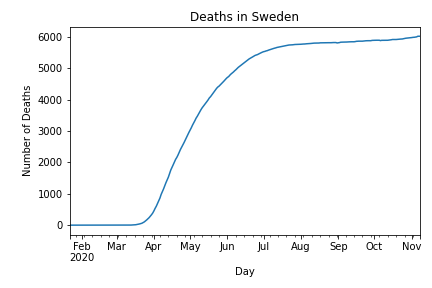 Deaths in Sweden
Number of Deaths
6000
5000
4000
3000
2000
1000
0
Feb Mar Apr May Jun Jul Aug Sep Oct Nov
2020
Day